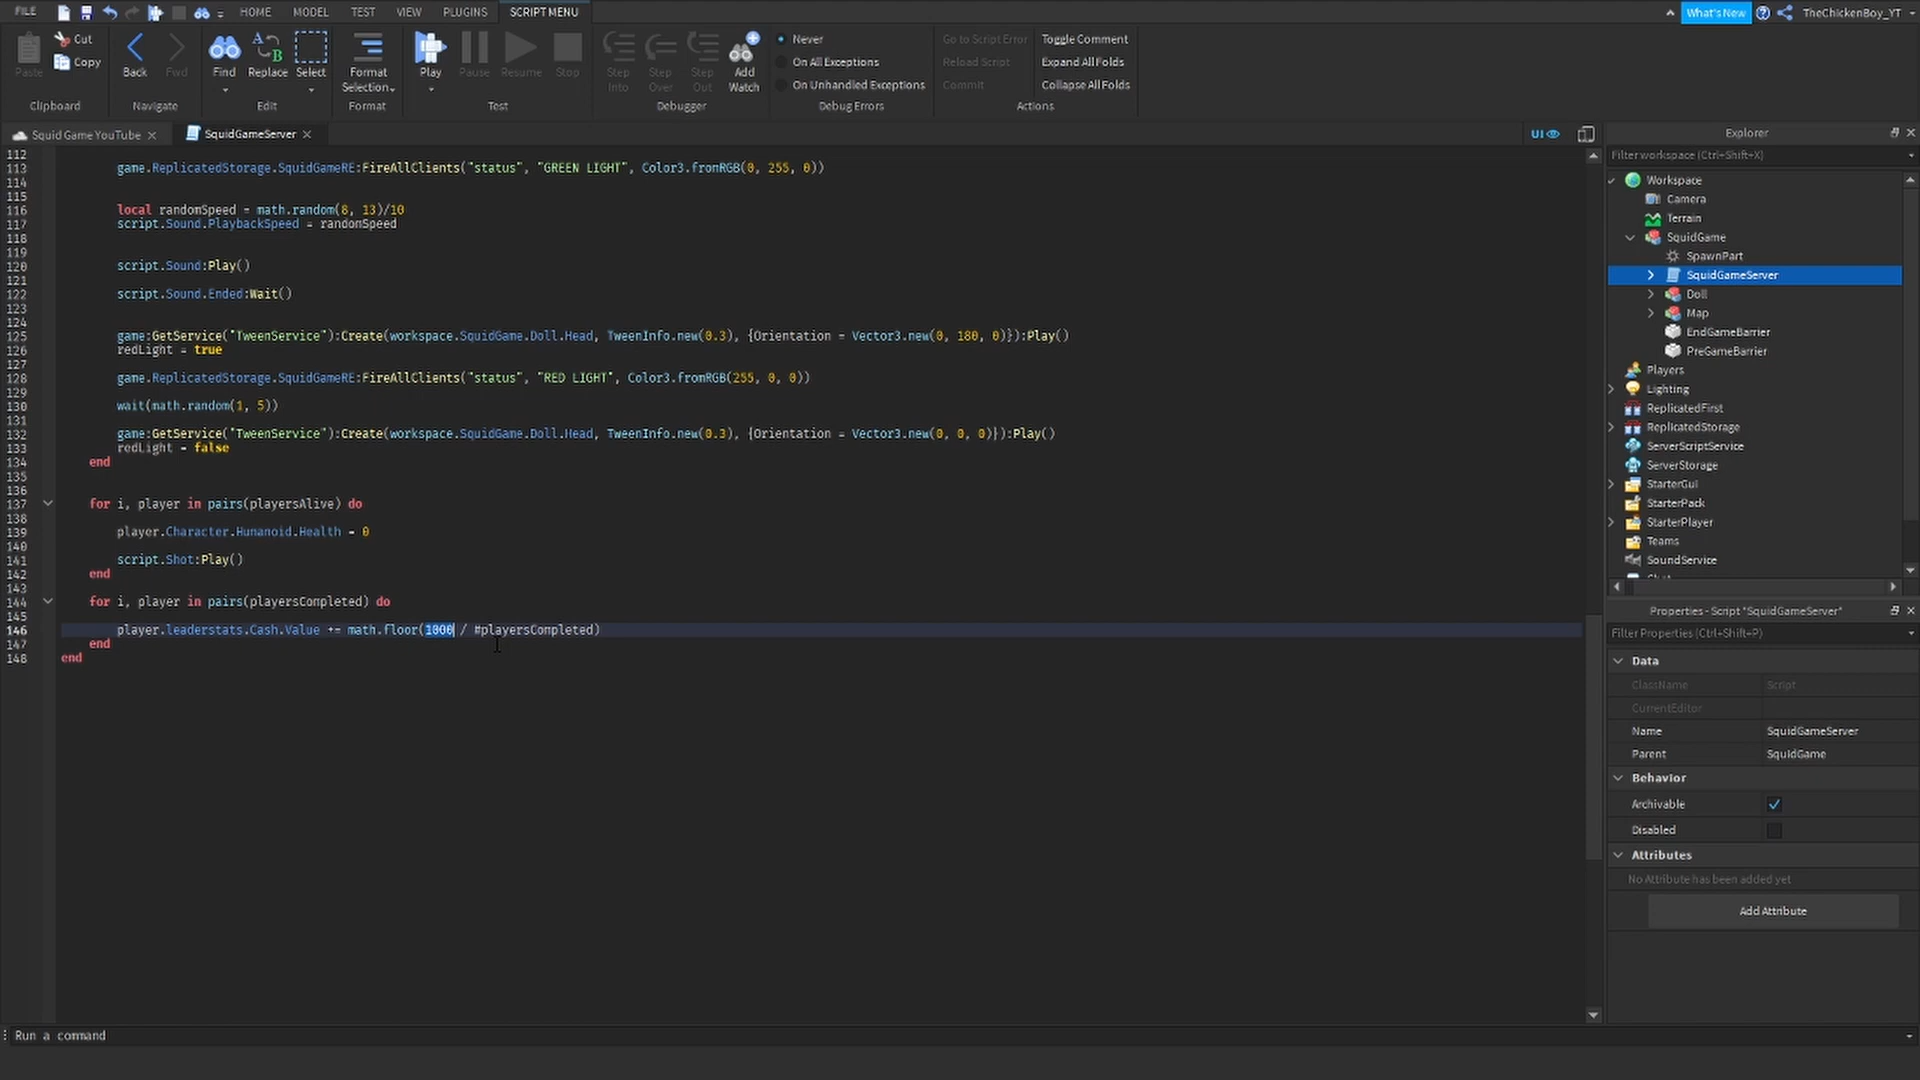 FILE HOME MODEL TEST VIEW PLUGINS SCRIPT MENU What's New TheChickenBoy_YT
Paste Cut Copy Clipboard
Back Fwd Navigate
Find Replace Select Edit
Format Selection Format
Play Pause Resume Stop Test
Step Into Step Over Step Out Add Watch Debugger
Never
On All Exceptions
On Unhandled Exceptions
Debug Errors
Go to Script Error Toggle Comment
Reload Script Expand All Folds
Commit Collapse All Folds
Actions
Squid Game YouTube SquidGameServer UI
112
113 game.ReplicatedStorage.SquidGameRE:FireAllClients("status", "GREEN LIGHT", Color3.fromRGB(0, 255, 0))
114
115
116 local randomSpeed = math.random(8, 13)/10
117 script.Sound.PlaybackSpeed = randomSpeed
118
119
120 script.Sound:Play()
121
122 script.Sound.Ended:Wait()
123
124
125 game:GetService("TweenService"):Create(workspace.SquidGame.Doll.Head, TweenInfo.new(0.3), {Orientation = Vector3.new(0, 180, 0)}):Play()
126 redLight = true
127
128 game.ReplicatedStorage.SquidGameRE:FireAllClients("status", "RED LIGHT", Color3.fromRGB(255, 0, 0))
129
130 wait(math.random(1, 5))
131
132 game:GetService("TweenService"):Create(workspace.SquidGame.Doll.Head, TweenInfo.new(0.3), {Orientation = Vector3.new(0, 0, 0)}):Play()
133 redLight = false
134 end
135
136
137 for i, player in pairs(playersAlive) do
138
139 player.Character.Humanoid.Health = 0
140
141 script.Shot:Play()
142 end
143
144 for i, player in pairs(playersCompleted) do
145
146 player.leaderstats.Cash.Value += math.floor(1000 / #playersCompleted)
147 end
148 end
Explorer
Filter workspace (Ctrl+Shift+X)
Workspace
Camera
Terrain
SquidGame
SpawnPart
SquidGameServer
Doll
Map
EndGameBarrier
PreGameBarrier
Players
Lighting
ReplicatedFirst
ReplicatedStorage
ServerScriptService
ServerStorage
StarterGui
StarterPack
StarterPlayer
Teams
SoundService
Properties - Script "SquidGameServer"
Filter Properties (Ctrl+Shift+P)
Data
ClassName Script
CurrentEditor
Name SquidGameServer
Parent SquidGame
Behavior
Archivable
Disabled
Attributes
No Attribute has been added yet
Add Attribute
Run a command